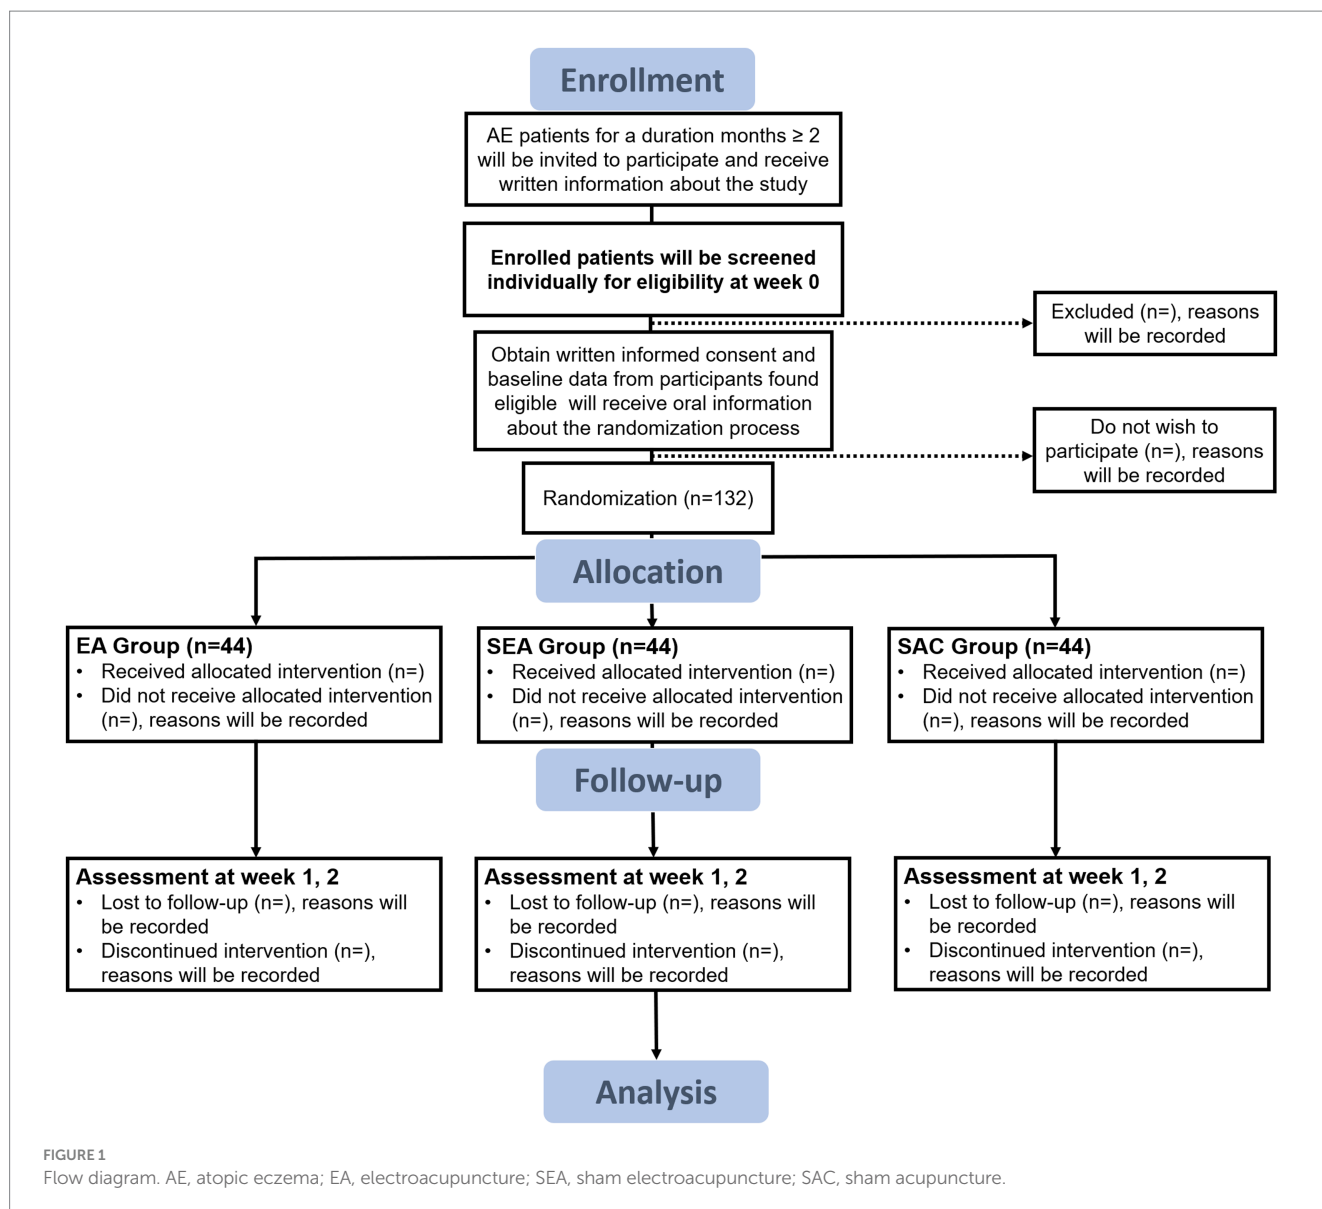 Enrollment
AE patients for a duration months ≥ 2
will be invited to participate and receive
written information about the study
Enrolled patients will be screened
individually for eligibility at week 0
Excluded (n=), reasons
will be recorded
Obtain written informed consent and
baseline data from participants found
eligible  will receive oral information
about the randomization process
Do not wish to
participate (n=), reasons
will be recorded
Randomization (n=132)
Allocation
EA Group (n=44)
• Received allocated intervention (n=)
• Did not receive allocated intervention
(n=), reasons will be recorded
SEA Group (n=44)
• Received allocated intervention (n=)
• Did not receive allocated intervention
(n=), reasons will be recorded
SAC Group (n=44)
• Received allocated intervention (n=)
• Did not receive allocated intervention
(n=), reasons will be recorded
Follow-up
Assessment at week 1, 2
• Lost to follow-up (n=), reasons will
be recorded
• Discontinued intervention (n=),
reasons will be recorded
Assessment at week 1, 2
• Lost to follow-up (n=), reasons will
be recorded
• Discontinued intervention (n=),
reasons will be recorded
Assessment at week 1, 2
• Lost to follow-up (n=), reasons will
be recorded
• Discontinued intervention (n=),
reasons will be recorded
Analysis
FIGURE 1
Flow diagram. AE, atopic eczema; EA, electroacupuncture; SEA, sham electroacupuncture; SAC, sham acupuncture.